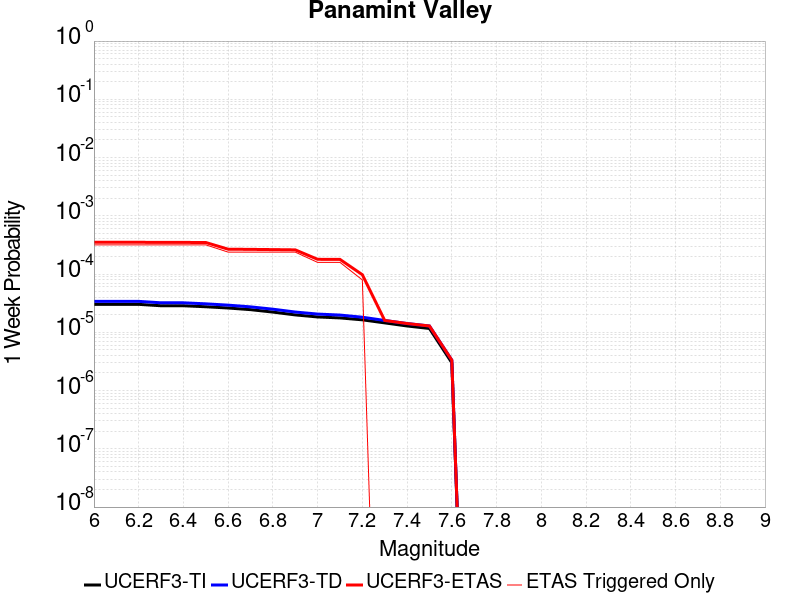 Panamint Valley
1 Week Probability
10^0
10^-1
10^-2
10^-3
10^-4
10^-5
10^-6
10^-7
10^-8
6 6.2 6.4 6.6 6.8 7 7.2 7.4 7.6 7.8 8 8.2 8.4 8.6 8.8 9
Magnitude
UCERF3-TI UCERF3-TD UCERF3-ETAS ETAS Triggered Only